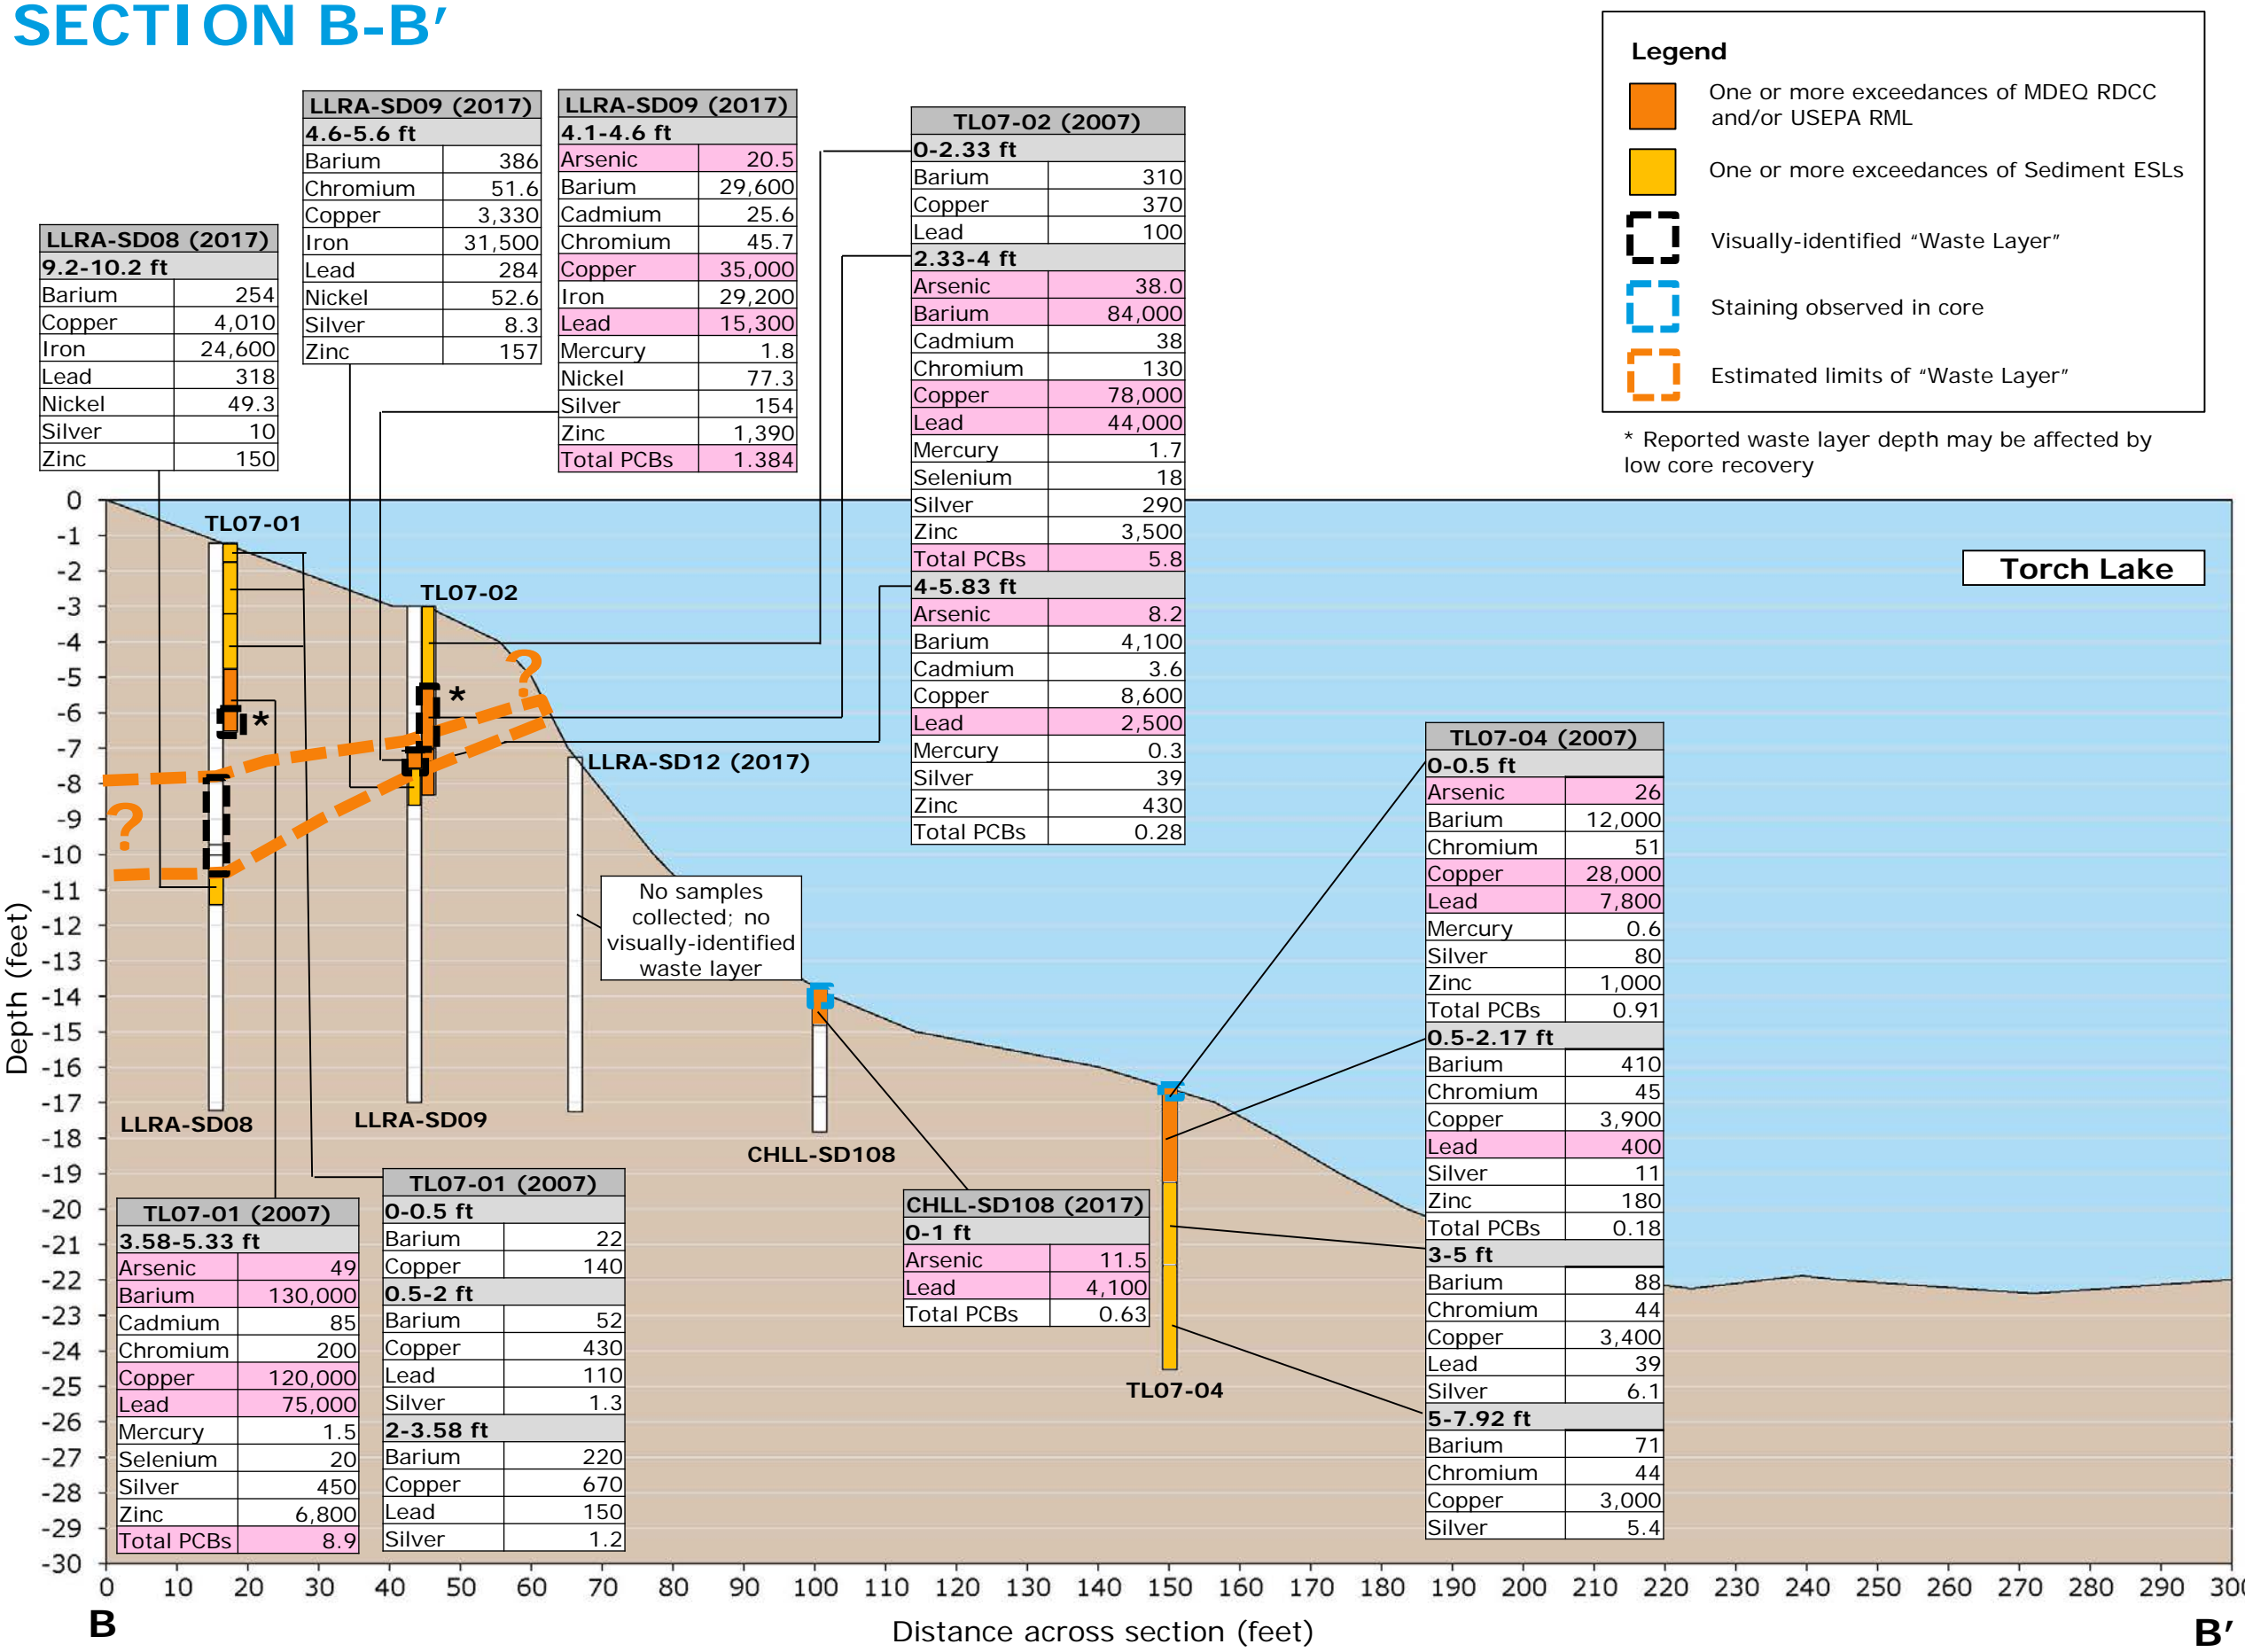 SECTION B-B′
Legend
One or more exceedances of MDEQ RDCC
and/or USEPA RML
One or more exceedances of Sediment ESLs
Visually-identified “Waste Layer”
Staining observed in core
Estimated limits of “Waste Layer”
* Reported waste layer depth may be affected by
low core recovery
LLRA-SD08 (2017)
9.2-10.2 ft
Barium 254
Copper 4,010
Iron 24,600
Lead 318
Nickel 49.3
Silver 10
Zinc 150
LLRA-SD09 (2017)
4.6-5.6 ft
Barium 386
Chromium 51.6
Copper 3,330
Iron 31,500
Lead 284
Nickel 52.6
Silver 8.3
Zinc 157
LLRA-SD09 (2017)
4.1-4.6 ft
Arsenic 20.5
Barium 29,600
Cadmium 25.6
Chromium 45.7
Copper 35,000
Iron 29,200
Lead 15,300
Mercury 1.8
Nickel 77.3
Silver 154
Zinc 1,390
Total PCBs 1.384
TL07-02 (2007)
0-2.33 ft
Barium 310
Copper 370
Lead 100
2.33-4 ft
Arsenic 38.0
Barium 84,000
Cadmium 38
Chromium 130
Copper 78,000
Lead 44,000
Mercury 1.7
Selenium 18
Silver 290
Zinc 3,500
Total PCBs 5.8
4-5.83 ft
Arsenic 8.2
Barium 4,100
Cadmium 3.6
Copper 8,600
Lead 2,500
Mercury 0.3
Silver 39
Zinc 430
Total PCBs 0.28
Torch Lake
TL07-01
TL07-02
?
*
*
?
LLRA-SD12 (2017)
No samples
collected; no
visually-identified
waste layer
LLRA-SD08
LLRA-SD09
CHLL-SD108
TL07-04
TL07-04 (2007)
0-0.5 ft
Arsenic 26
Barium 12,000
Chromium 51
Copper 28,000
Lead 7,800
Mercury 0.6
Silver 80
Zinc 1,000
Total PCBs 0.91
0.5-2.17 ft
Barium 410
Chromium 45
Copper 3,900
Lead 400
Silver 11
Zinc 180
Total PCBs 0.18
3-5 ft
Barium 88
Chromium 44
Copper 3,400
Lead 39
Silver 6.1
5-7.92 ft
Barium 71
Chromium 44
Copper 3,000
Silver 5.4
TL07-01 (2007)
3.58-5.33 ft
Arsenic 49
Barium 130,000
Cadmium 85
Chromium 200
Copper 120,000
Lead 75,000
Mercury 1.5
Selenium 20
Silver 450
Zinc 6,800
Total PCBs 8.9
TL07-01 (2007)
0-0.5 ft
Barium 22
Copper 140
0.5-2 ft
Barium 52
Copper 430
Lead 110
Silver 1.3
2-3.58 ft
Barium 220
Copper 670
Lead 150
Silver 1.2
CHLL-SD108 (2017)
0-1 ft
Arsenic 11.5
Lead 4,100
Total PCBs 0.63
Depth (feet)
0
-1
-2
-3
-4
-5
-6
-7
-8
-9
-10
-11
-12
-13
-14
-15
-16
-17
-18
-19
-20
-21
-22
-23
-24
-25
-26
-27
-28
-29
-30
0 10 20 30 40 50 60 70 80 90 100 110 120 130 140 150 160 170 180 190 200 210 220 230 240 250 260 270 280 290 300
B
Distance across section (feet)
B′